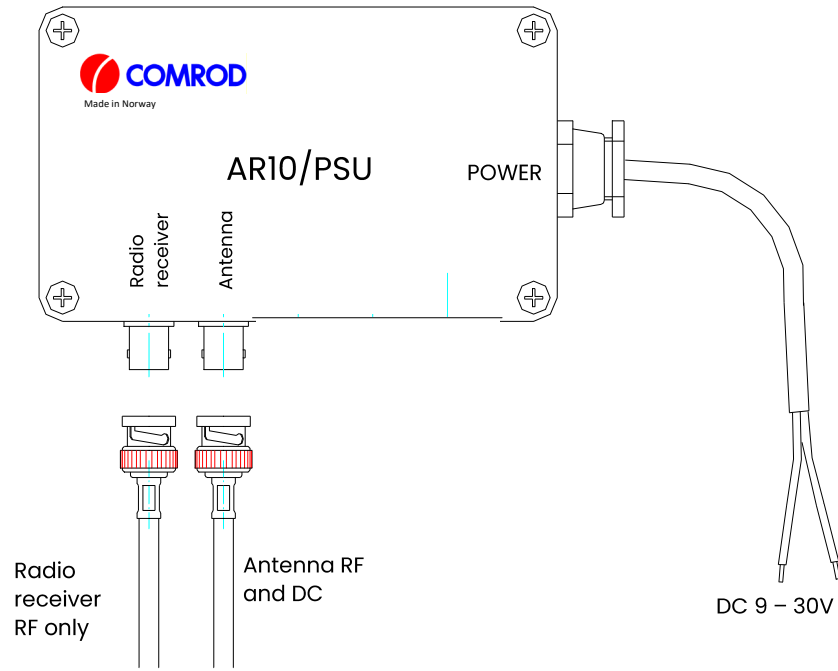 COMROD
Made in Norway
AR10/PSU
POWER
Radio
receiver
Antenna
Radio
receiver
RF only
Antenna RF
and DC
DC 9 – 30V